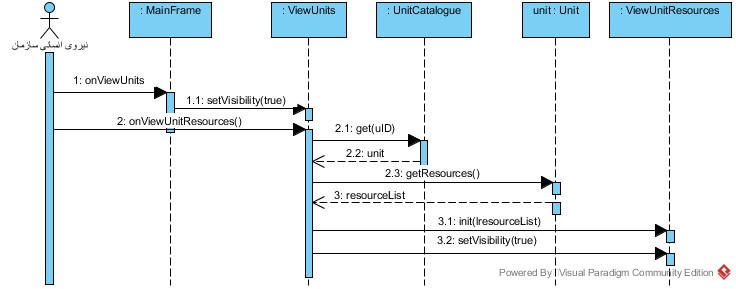 : MainFrame
: ViewUnits
: UnitCatalogue
unit : Unit
: ViewUnitResources
نیروی انسانی سازمان
1: onViewUnits
1.1: setVisibility(true)
2: onViewUnitResources()
2.1: get(uID)
2.2: unit
2.3: getResources()
3: resourceList
3.1: init(lresourceList)
3.2: setVisibility(true)
Powered By Visual Paradigm Community Edition